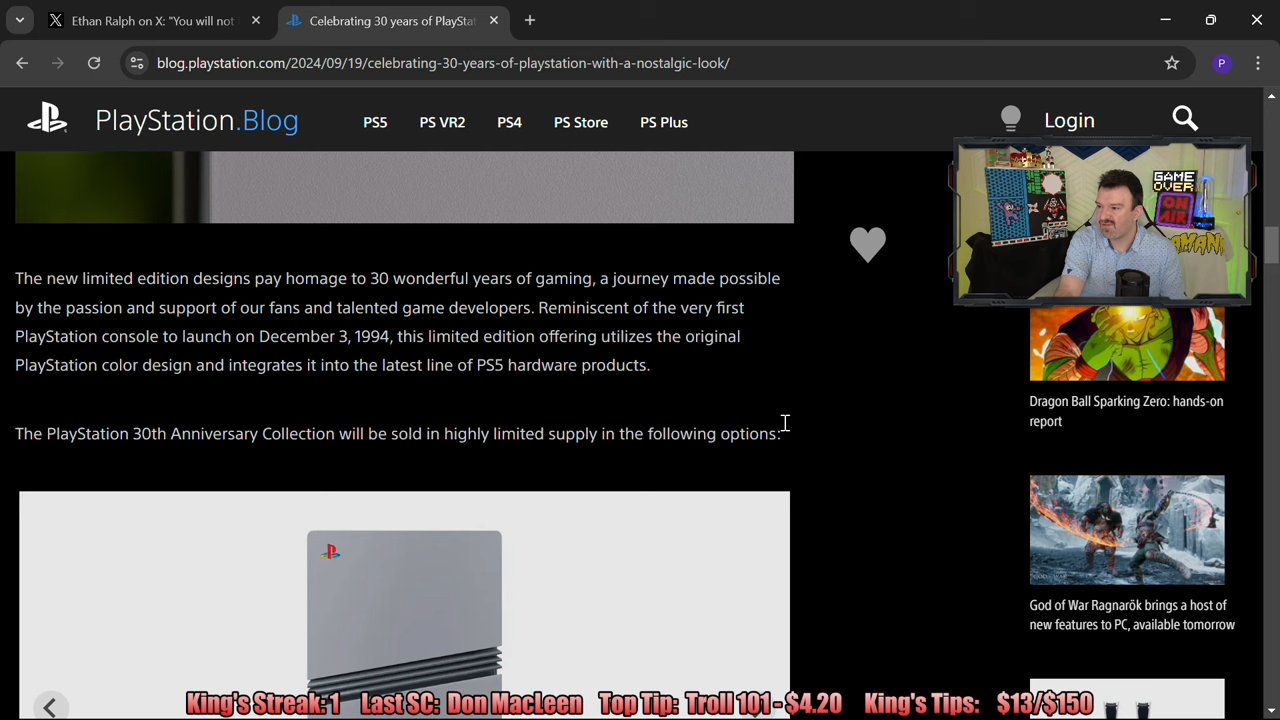 Ethan Ralph on X: "You will not
Celebrating 30 years of PlaySta
blog.playstation.com/2024/09/19/celebrating-30-years-of-playstation-with-a-nostalgic-look/
P
PlayStation.Blog
PS5
PS VR2
PS4
PS Store
PS Plus
Login
GAME OVER
ON AIR
The new limited edition designs pay homage to 30 wonderful years of gaming, a journey made possible
by the passion and support of our fans and talented game developers. Reminiscent of the very first
PlayStation console to launch on December 3, 1994, this limited edition offering utilizes the original
PlayStation color design and integrates it into the latest line of PS5 hardware products.
The PlayStation 30th Anniversary Collection will be sold in highly limited supply in the following options:
Dragon Ball Sparking Zero: hands-on
report
God of War Ragnarök brings a host of
new features to PC, available tomorrow
King's Streak: 1 Last SC: Don MacLeen Top Tip: Troll 101 - $4.20 King's Tips: $13/$150